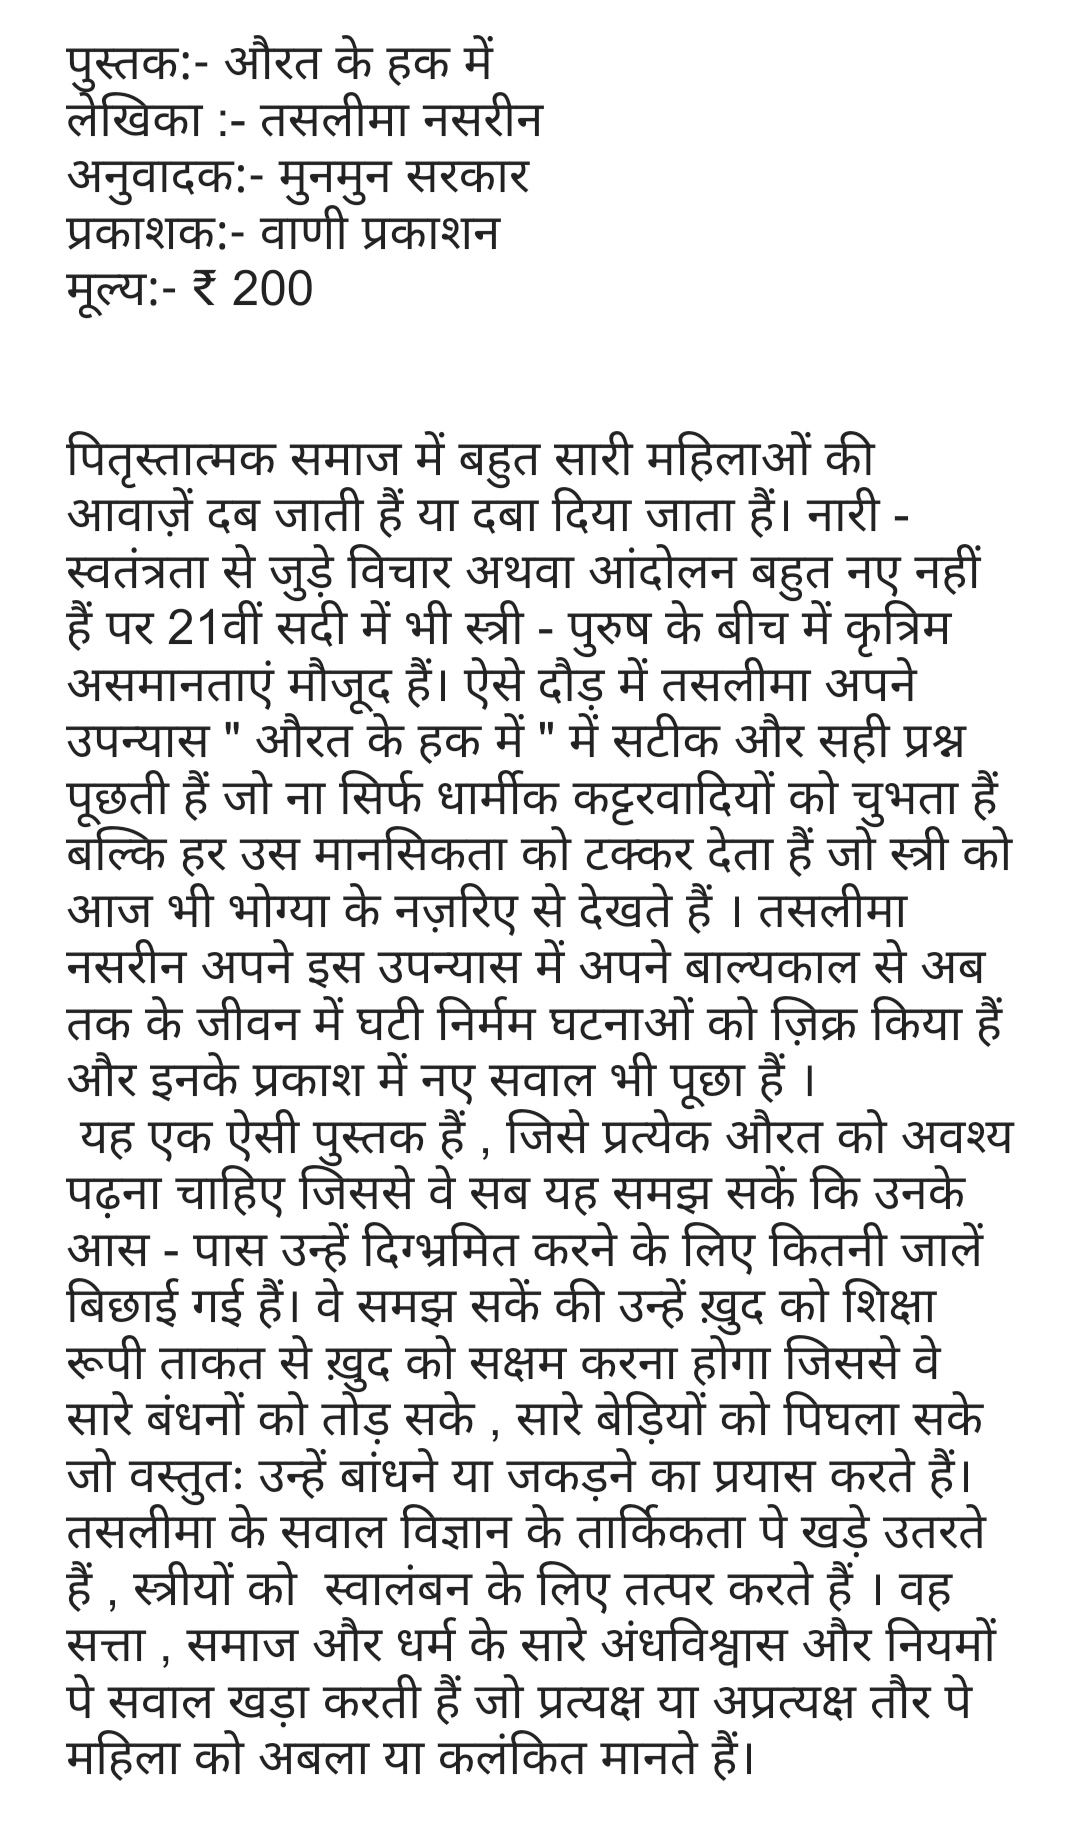 पुस्तक:- औरत के हक में
लेखिका :- तसलीमा नसरीन
अनुवादक:- मुनमुन सरकार
प्रकाशक:- वाणी प्रकाशन
मूल्य:- ₹ 200
पितृस्तात्मक समाज में बहुत सारी महिलाओं की
आवाज़ें दब जाती हैं या दबा दिया जाता हैं। नारी -
स्वतंत्रता से जुड़े विचार अथवा आंदोलन बहुत नए नहीं
हैं पर 21वीं सदी में भी स्त्री - पुरुष के बीच में कृत्रिम
असमानताएं मौजूद हैं। ऐसे दौड़ में तसलीमा अपने
उपन्यास " औरत के हक में " में सटीक और सही प्रश्न
पूछती हैं जो ना सिर्फ धार्मीक कट्टरवादियों को चुभता हैं
बल्कि हर उस मानसिकता को टक्कर देता हैं जो स्त्री को
आज भी भोग्या के नज़रिए से देखते हैं । तसलीमा
नसरीन अपने इस उपन्यास में अपने बाल्यकाल से अब
तक के जीवन में घटी निर्मम घटनाओं को ज़िक्र किया हैं
और इनके प्रकाश में नए सवाल भी पूछा हैं ।
यह एक ऐसी पुस्तक हैं , जिसे प्रत्येक औरत को अवश्य
पढ़ना चाहिए जिससे वे सब यह समझ सकें कि उनके
आस - पास उन्हें दिग्भ्रमित करने के लिए कितनी जालें
बिछाई गई हैं। वे समझ सकें की उन्हें ख़ुद को शिक्षा
रूपी ताकत से ख़ुद को सक्षम करना होगा जिससे वे
सारे बंधनों को तोड़ सके , सारे बेड़ियों को पिघला सके
जो वस्तुतः उन्हें बांधने या जकड़ने का प्रयास करते हैं।
तसलीमा के सवाल विज्ञान के तार्किकता पे खड़े उतरते
हैं , स्त्रीयों को  स्वालंबन के लिए तत्पर करते हैं । वह
सत्ता , समाज और धर्म के सारे अंधविश्वास और नियमों
पे सवाल खड़ा करती हैं जो प्रत्यक्ष या अप्रत्यक्ष तौर पे
महिला को अबला या कलंकित मानते हैं।